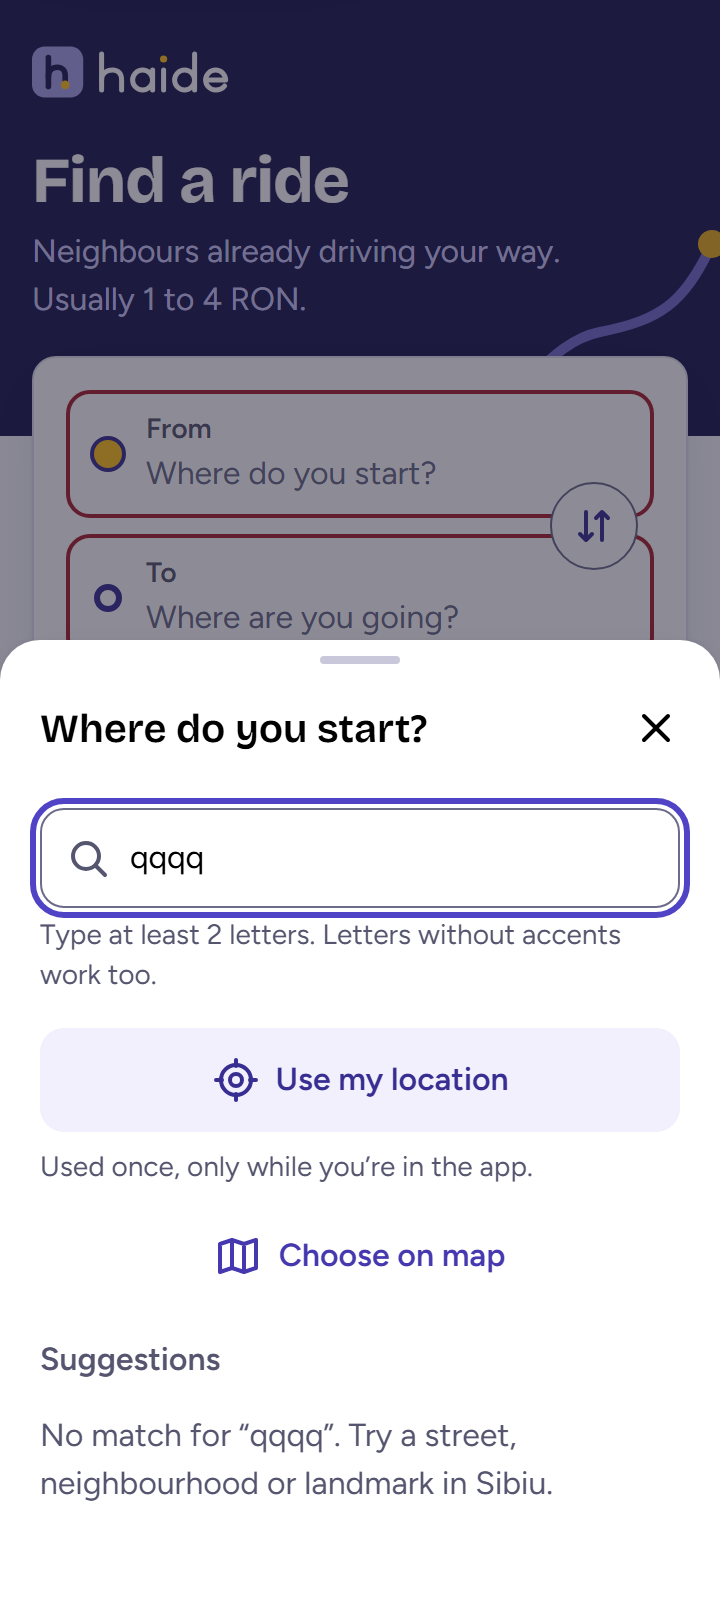 h.
haide
Find a ride
Neighbours already driving your way.
Usually 1 to 4 RON.
From
Where do you start?
To
Where are you going?
Where do you start?
qqqq
Type at least 2 letters. Letters without accents
work too.
Use my location
Used once, only while you’re in the app.
Choose on map
Suggestions
No match for “qqqq”. Try a street,
neighbourhood or landmark in Sibiu.